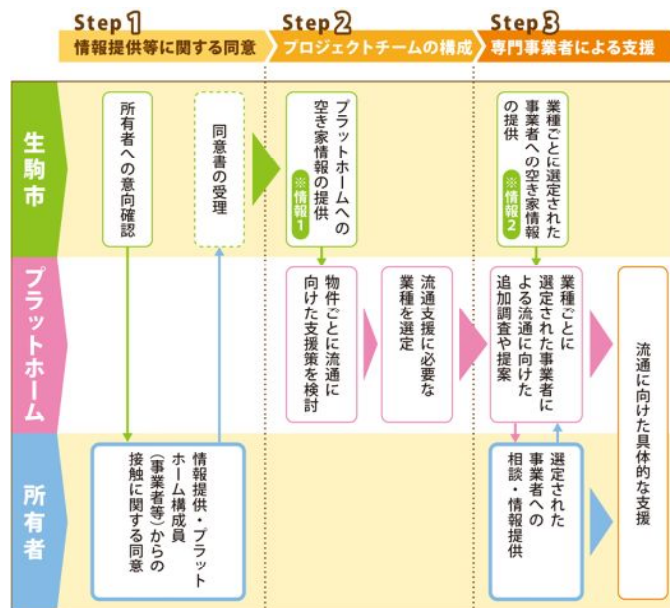 Step 1
情報提供等に関する同意
Step 2
プロジェクトチームの構成
Step 3
専門事業者による支援
生駒市
所有者への意向確認
同意書の受理
プラットホームへの
空き家情報の提供
※情報1
業種ごとに選定された
事業者への空き家情報
の提供
※情報2
プラットホーム
物件ごとに流通に
向けた支援策を検討
流通支援に必要な
業種を選定
業種ごとに
選定された事業者に
よる流通に向けた
追加調査や提案
流通に向けた具体的な支援
所有者
情報提供・プラット
ホーム構成員
(事業者等)からの
接触に関する同意
選定された
事業者への
相談・情報提供